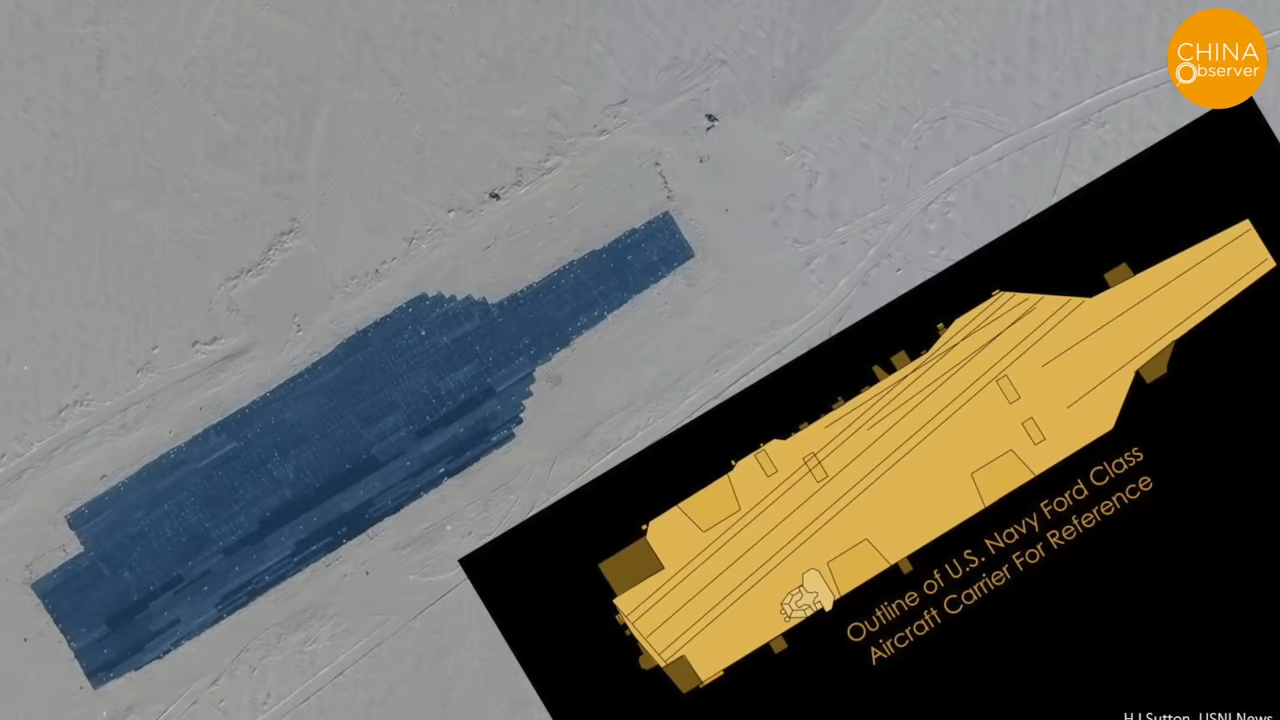 CHINA
Observer
Outline of U.S. Navy Ford Class
Aircraft Carrier For Reference
H I Sutton, USNI News